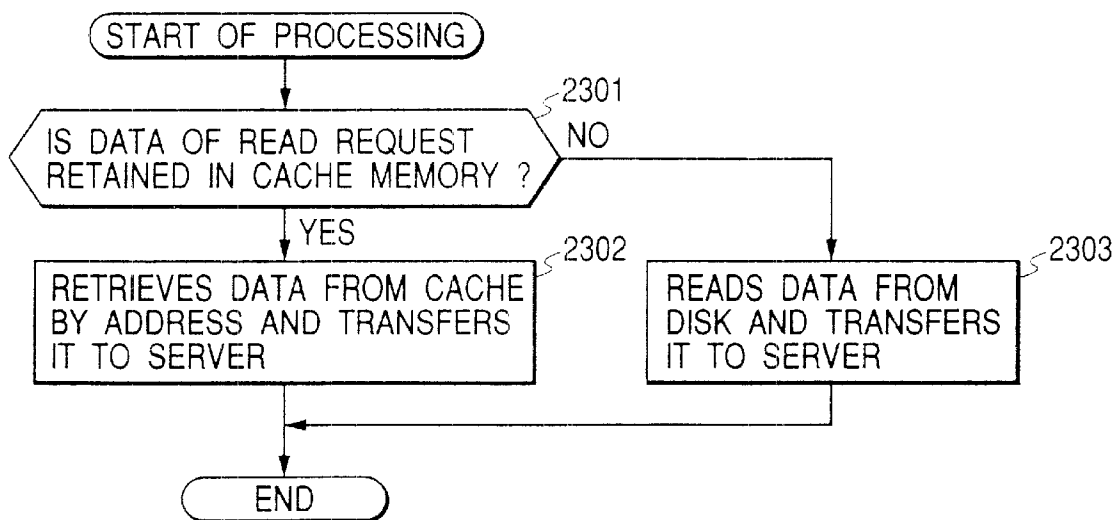 START OF PROCESSING
2301
IS DATA OF READ REQUEST
RETAINED IN CACHE MEMORY ?
NO
YES
2302
RETRIEVES DATA FROM CACHE
BY ADDRESS AND TRANSFERS
IT TO SERVER
2303
READS DATA FROM
DISK AND TRANSFERS
IT TO SERVER
END